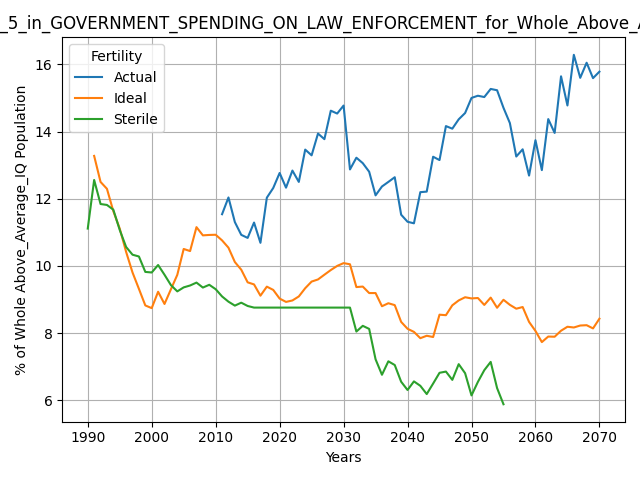 _5_in_GOVERNMENT_SPENDING_ON_LAW_ENFORCEMENT_for_Whole_Above_A
Fertility
Actual
Ideal
Sterile
% of Whole Above_Average_IQ Population
16
14
12
10
8
6
1990 2000 2010 2020 2030 2040 2050 2060 2070
Years